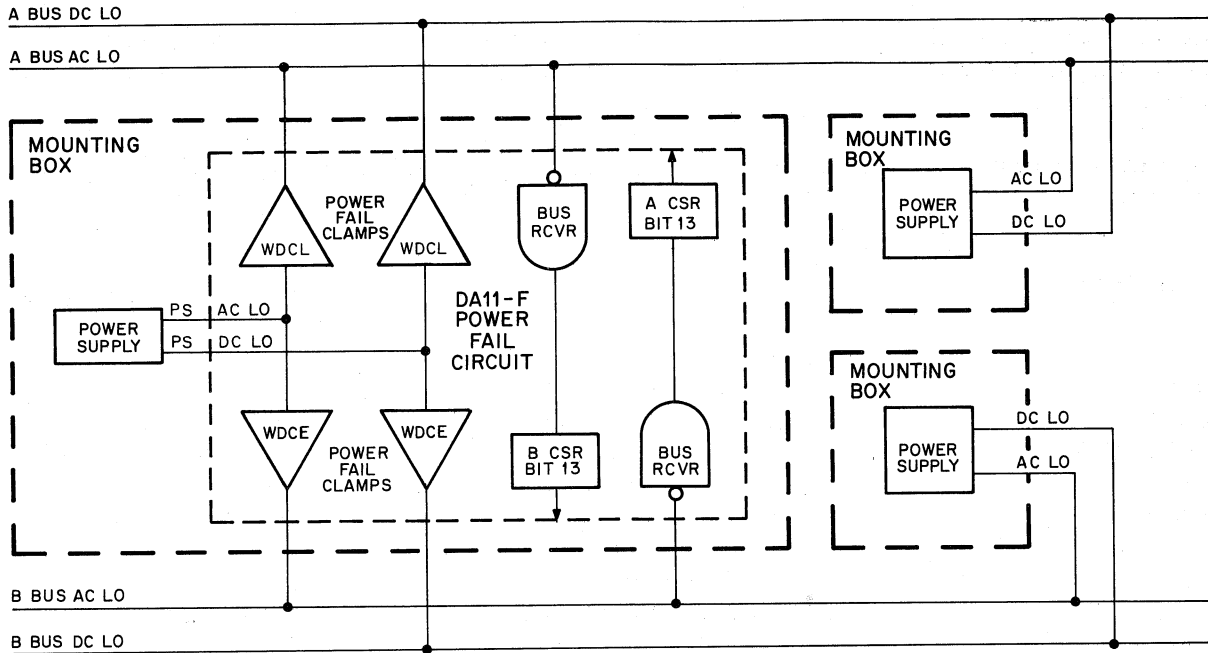 A BUS DC LO
A BUS AC LO
MOUNTING
BOX
POWER
FAIL
CLAMPS
WDCL
WDCL
BUS
RCVR
A CSR
BIT 13
DA11-F
POWER
FAIL
CIRCUIT
PS AC LO
PS DC LO
POWER
SUPPLY
WDCE
WDCE
POWER
FAIL
CLAMPS
B CSR
BIT 13
BUS
RCVR
MOUNTING
BOX
POWER
SUPPLY
AC LO
DC LO
MOUNTING
BOX
POWER
SUPPLY
DC LO
AC LO
B BUS AC LO
B BUS DC LO